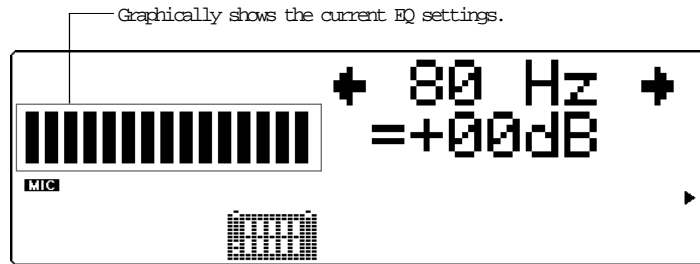 Graphically shows the current EQ settings.
80 Hz
=+00dB
MIC